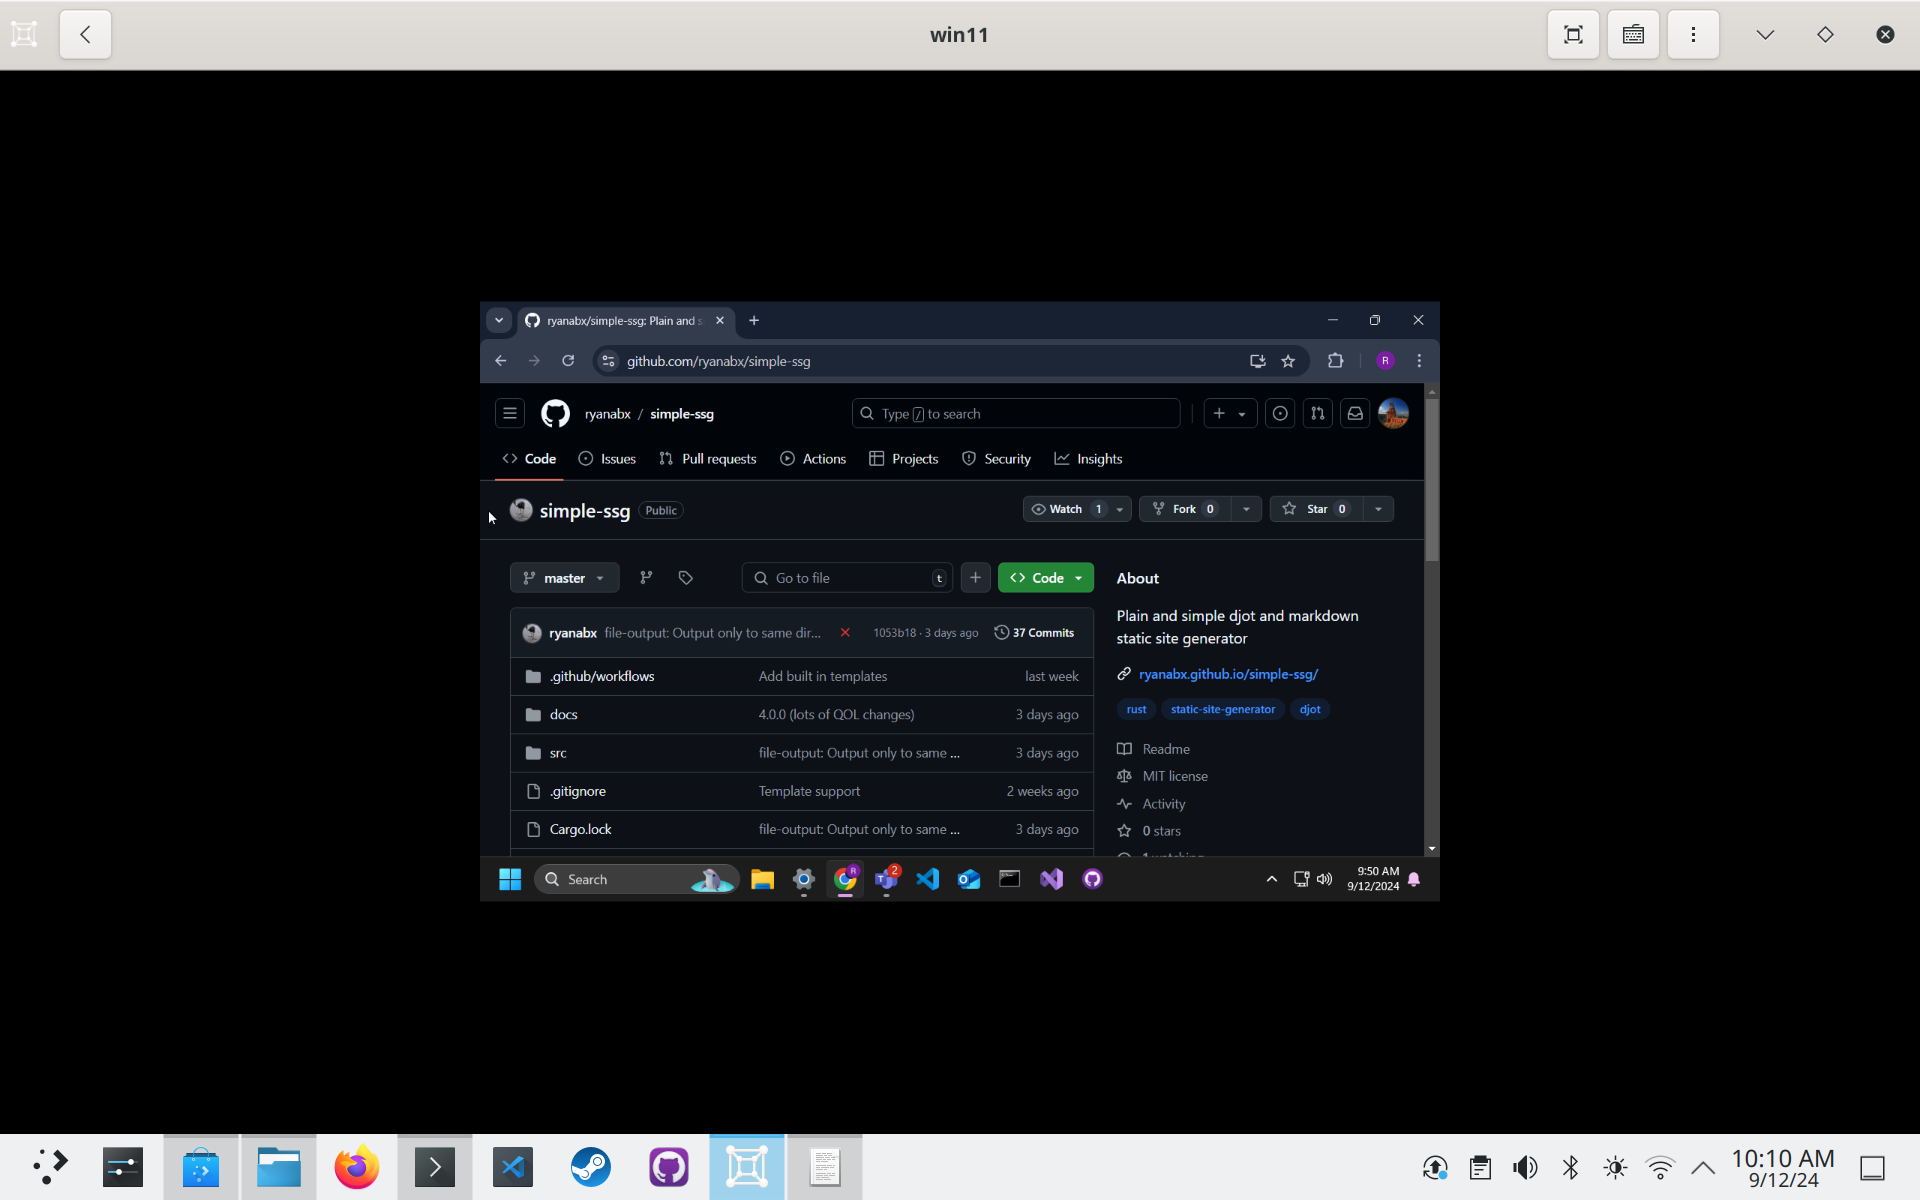 win11
ryanabx/simple-ssg: Plain and s
github.com/ryanabx/simple-ssg
R
ryanabx / simple-ssg
Type / to search
Code
Issues
Pull requests
Actions
Projects
Security
Insights
simple-ssg
Public
Watch 1
Fork 0
Star 0
master
Go to file
t
Code
ryanabx file-output: Output only to same dir...
1053b18 · 3 days ago
37 Commits
.github/workflows
Add built in templates
last week
docs
4.0.0 (lots of QOL changes)
3 days ago
src
file-output: Output only to same ...
3 days ago
.gitignore
Template support
2 weeks ago
Cargo.lock
file-output: Output only to same ...
3 days ago
About
Plain and simple djot and markdown
static site generator
ryanabx.github.io/simple-ssg/
rust
static-site-generator
djot
Readme
MIT license
Activity
0 stars
1 watching
Search
R
2
9:50 AM
9/12/2024
10:10 AM
9/12/24